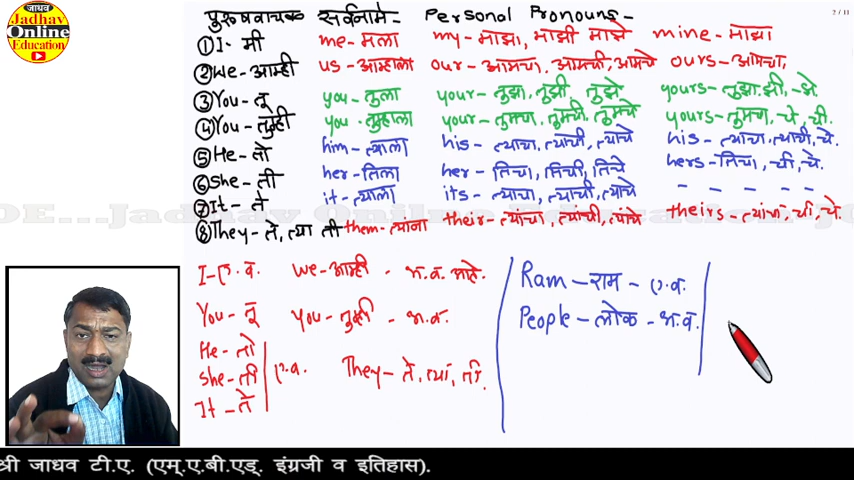 जाधव
Jadhav
Online
Education
2 / 11
पुरूषवाचक सर्वनामे - Personal Pronouns -
① I - मी me - मला my - माझा, माझी माझे mine - माझा
② We - आम्ही us - आम्हाला our - आमचा, आमची, आमचे ours - आमचा,
③ You - तू you - तुला your - तुझा, तुझी तुझे yours - तुझा, झी, - झे
④ You - तुम्ही you - तुम्हाला your - तुमचा, तुमची, तुमचे yours - तुमचा, चे, ची
⑤ He - तो him - त्याला his - त्याचा, त्याची, त्याचे his - त्याचा, त्याची, चे.
⑥ She - ती her - तिला her - तिचा, तिची, तिचे hers - तिचा, ची, चे.
⑦ It - ते it - त्याला its - त्याचा, त्याची, त्याचे - - - - -
⑧ They - ते, त्या ती them - त्यांना their - त्यांचा, त्यांची, त्यांचे theirs - त्यांचा, ची, चे.
I - ए. व. We - आम्ही - अ. व. आहे.
You - तू You - तुम्ही - अ. व.
He - तो
She - ती ए. व. They - ते, त्या, ती.
It - ते
Ram - राम - ए. व.
People - लोक - अ. व.
श्री जाधव टी.ए. (एम्.ए.बी.एड्. इंग्रजी व इतिहास).